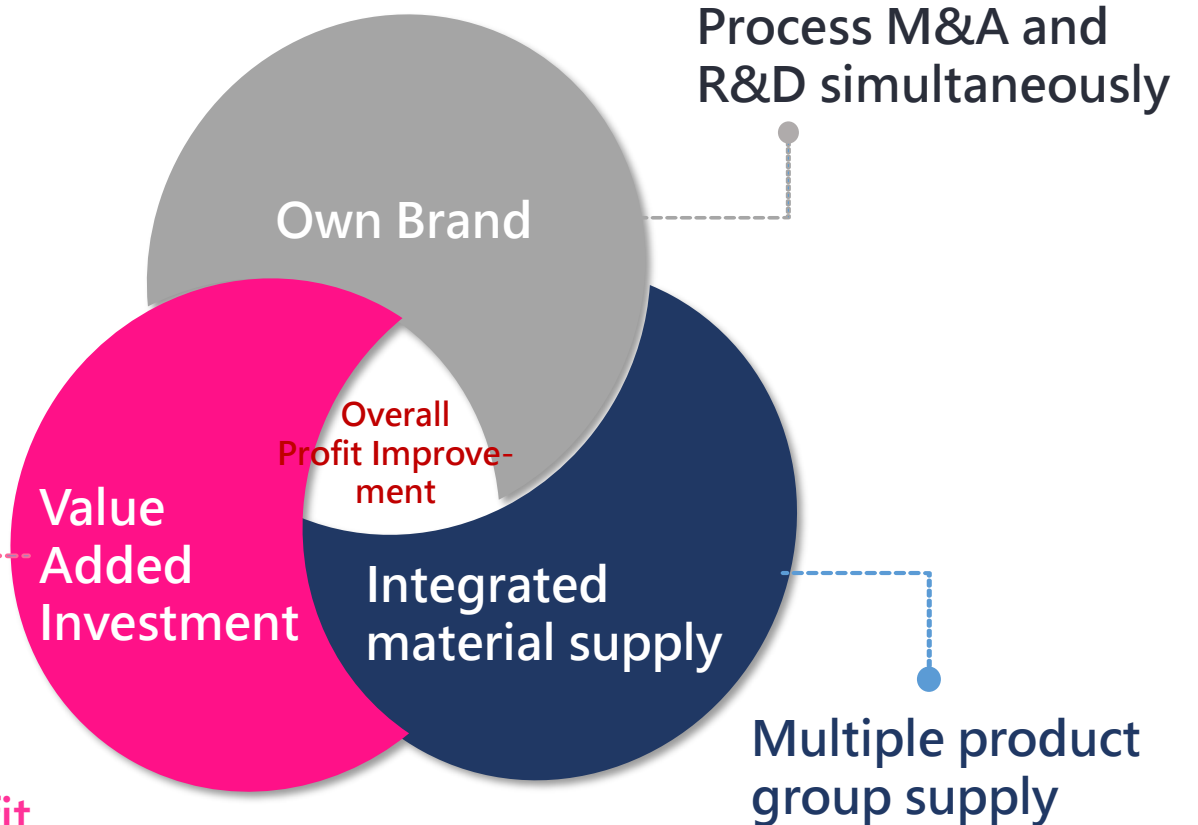 Process M&A and
R&D simultaneously
Own Brand
Overall
Profit Improve-
ment
Value
Added
Investment
Integrated
material supply
Multiple product
group supply